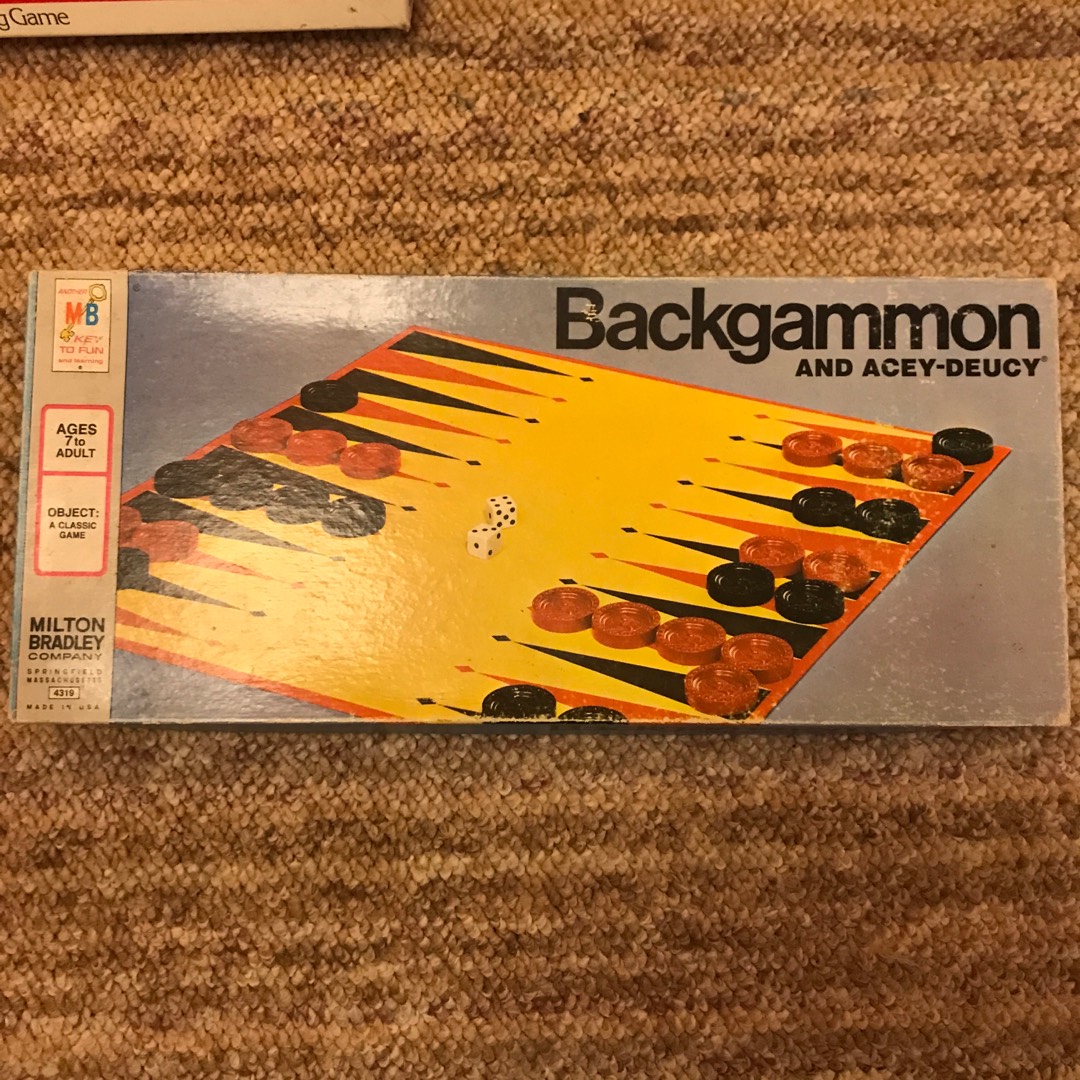 g Game
Backgammon
AND ACEY-DEUCY®
ANOTHER
MB
KEY
TO FUN
and learning
AGES
7 to
ADULT
OBJECT:
A CLASSIC
GAME
MILTON
BRADLEY
COMPANY
SPRINGFIELD
MASSACHUSETTS
4319
MADE IN U.S.A.